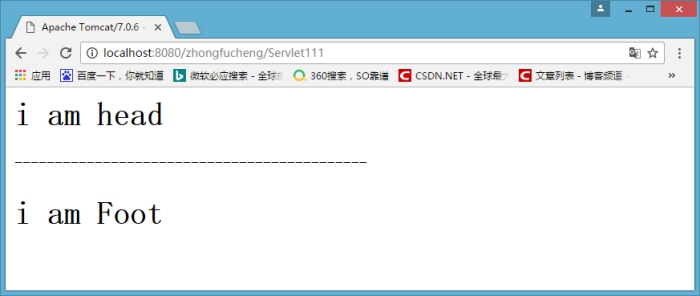 Apache Tomcat/7.0.6 -
localhost:8080/zhongfucheng/Servlet111
应用 百度一下，你就知道 微软必应搜索 - 全球 360搜索，SO靠谱 CSDN.NET - 全球最 文章列表 - 博客频道 -
i am head
--------------------------------------------
i am Foot